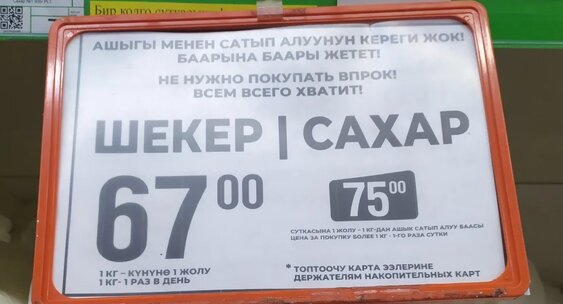 Бир колго суткасына
АШЫГЫ МЕНЕН САТЫП АЛУУНУН КЕРЕГИ ЖОК!
БААРЫНА БААРЫ ЖЕТЕТ!
НЕ НУЖНО ПОКУПАТЬ ВПРОК!
ВСЕМ ВСЕГО ХВАТИТ!
ШЕКЕР | САХАР
67 00
75 00
СУТКАСЫНА 1 ЖОЛУ - 1 КГ-ДАН АШЫК САТЫП АЛУУ БААСЫ
ЦЕНА ЗА ПОКУПКУ БОЛЕЕ 1 КГ - 1-ГО РАЗА СУТКИ
1 КГ – КҮНҮНӨ 1 ЖОЛУ
1 КГ- 1 РАЗ В ДЕНЬ
* ТОПТООЧУ КАРТА ЭЭЛЕРИНЕ
ДЕРЖАТЕЛЯМ НАКОПИТЕЛЬНЫХ КАРТ